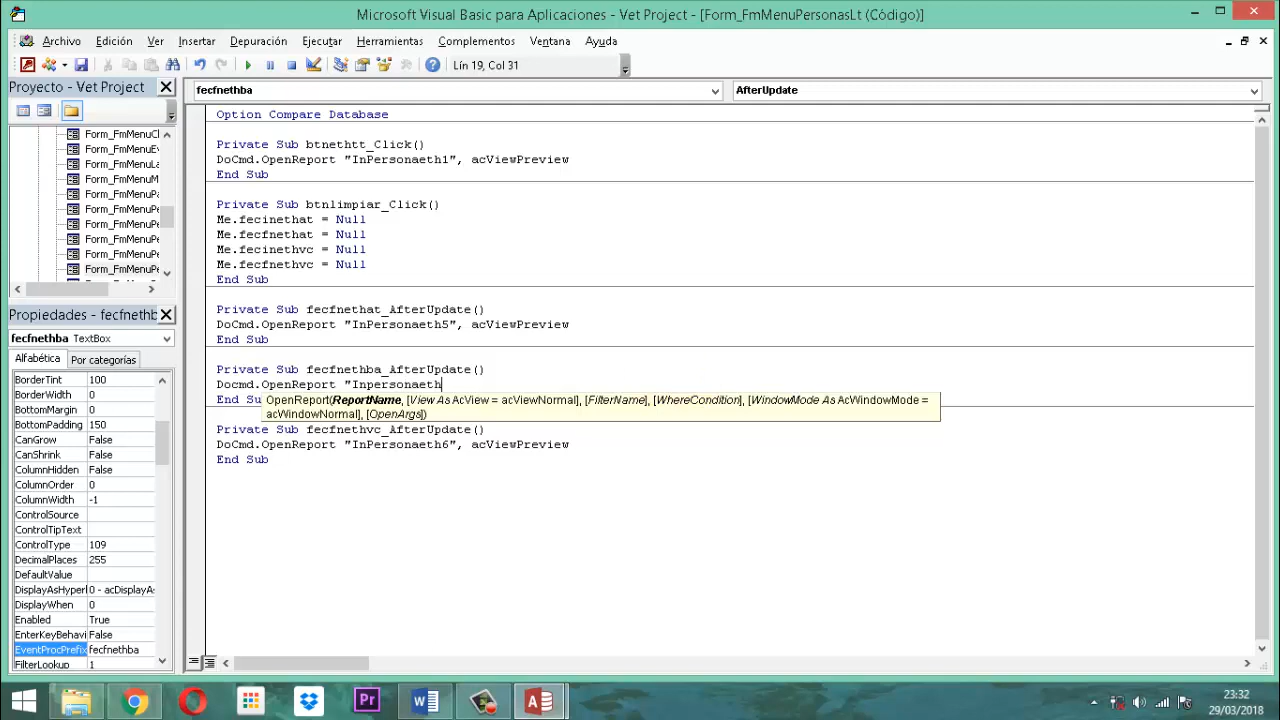 Microsoft Visual Basic para Aplicaciones - Vet Project - [Form_FmMenuPersonasLt (Código)]
Archivo Edición Ver Insertar Depuración Ejecutar Herramientas Complementos Ventana Ayuda
Lín 19, Col 31
Proyecto - Vet Project
fecfnethba
AfterUpdate
Form_FmMenuCl
Form_FmMenuEv
Form_FmMenuLa
Form_FmMenuM
Form_FmMenuPa
Form_FmMenuPe
Form_FmMenuPe
Form_FmMenuPe
Form_FmMenuPe
Form_FmMenuPe
Propiedades - fecfnethb
fecfnethba TextBox
Alfabética Por categorías
BorderTint 100
BorderWidth 0
BottomMargin 0
BottomPadding 150
CanGrow False
CanShrink False
ColumnHidden False
ColumnOrder 0
ColumnWidth -1
ControlSource
ControlTipText
ControlType 109
DecimalPlaces 255
DefaultValue
DisplayAsHyperl 0 - acDisplayAs
DisplayWhen 0
Enabled True
EnterKeyBehavi False
EventProcPrefix fecfnethba
FilterLookup 1
Option Compare Database
Private Sub btnethtt_Click()
DoCmd.OpenReport "InPersonaeth1", acViewPreview
End Sub
Private Sub btnlimpiar_Click()
Me.fecinethat = Null
Me.fecfnethat = Null
Me.fecinethvc = Null
Me.fecfnethvc = Null
End Sub
Private Sub fecfnethat_AfterUpdate()
DoCmd.OpenReport "InPersonaeth5", acViewPreview
End Sub
Private Sub fecfnethba_AfterUpdate()
Docmd.OpenReport "Inpersonaeth
End Su
OpenReport(ReportName, [View As AcView = acViewNormal], [FilterName], [WhereCondition], [WindowMode As AcWindowMode =
acWindowNormal], [OpenArgs])
Private Sub fecfnethvc_AfterUpdate()
DoCmd.OpenReport "InPersonaeth6", acViewPreview
End Sub
Pr
23:32
29/03/2018